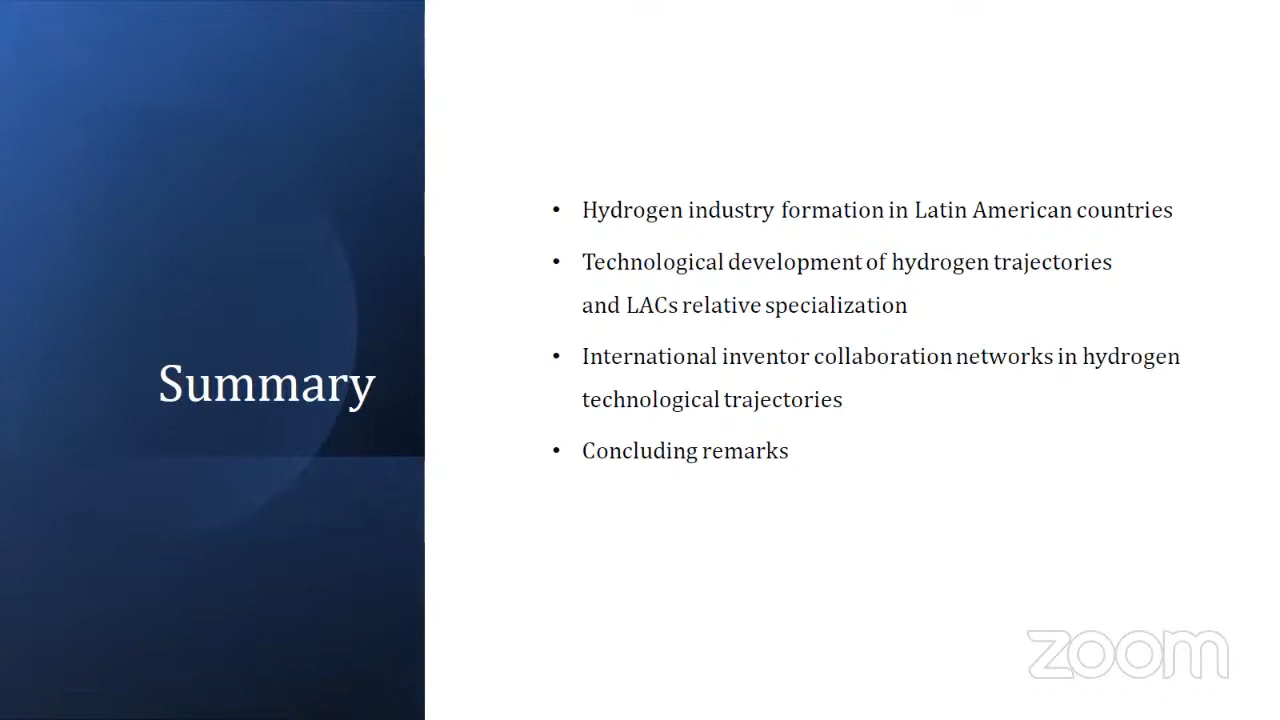 Summary
• Hydrogen industry formation in Latin American countries
• Technological development of hydrogen trajectories
and LACs relative specialization
• International inventor collaboration networks in hydrogen
technological trajectories
• Concluding remarks
zoom